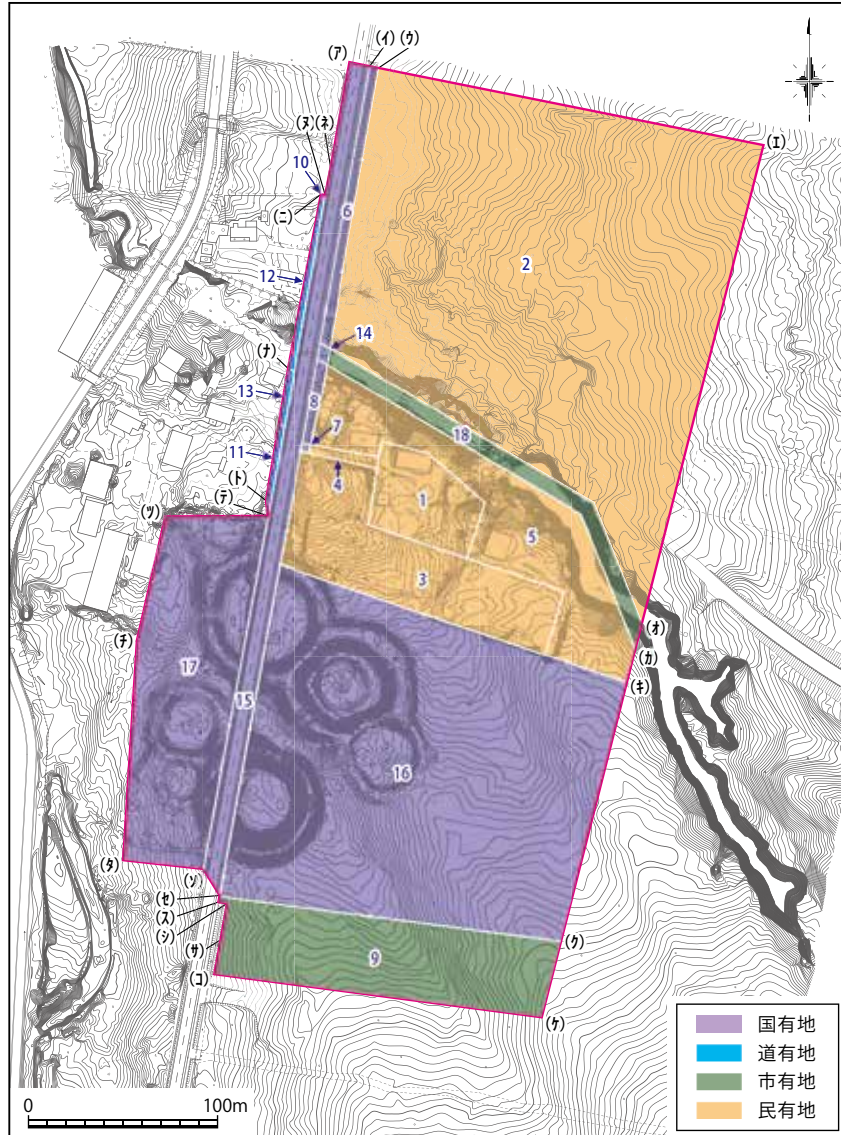 (ア)
(イ)
(ウ)
(エ)
(ヌ)
(ネ)
10
(ニ)
6
2
12
14
(ナ)
13
8
7
18
11
4
1
(ト)
(テ)
(ツ)
5
3
(オ)
(チ)
(カ)
17
(キ)
15
16
(タ)
(ソ)
(セ)
(ス)
(シ)
(サ)
(ク)
9
(コ)
(ケ)
国有地
道有地
市有地
民有地
0 100m